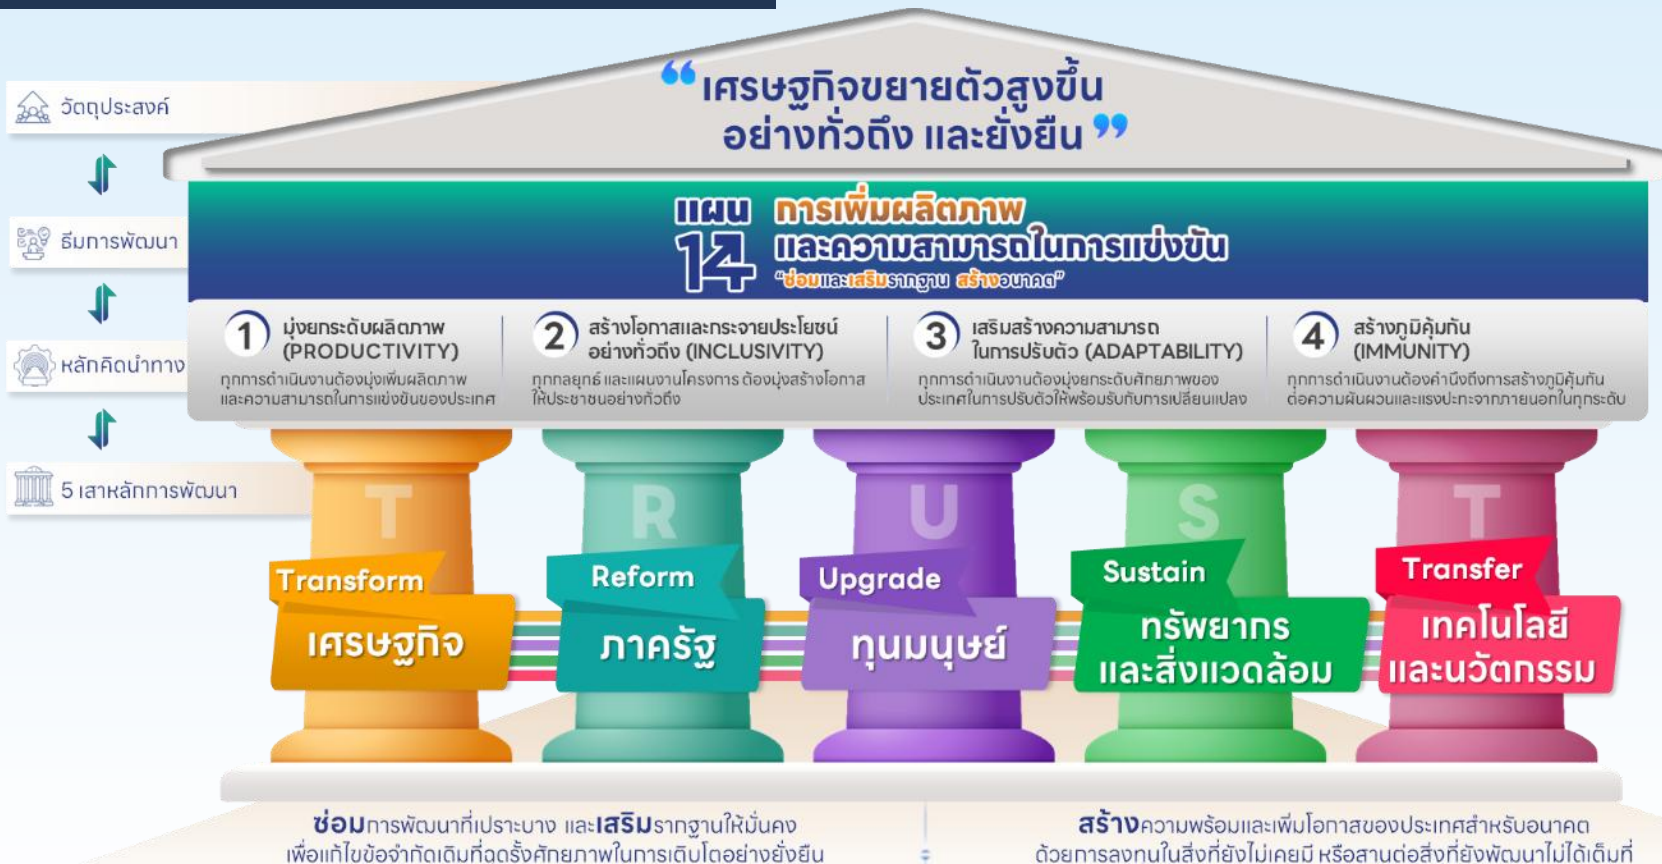 “เศรษฐกิจขยายตัวสูงขึ้น
อย่างทั่วถึง และยั่งยืน”
วัตถุประสงค์
ธีมการพัฒนา
หลักคิดนำทาง
5 เสาหลักการพัฒนา
แผน 14
การเพิ่มผลิตภาพ
และความสามารถในการแข่งขัน
“ซ่อมและเสริมรากฐาน สร้างอนาคต”
1
มุ่งยกระดับผลิตภาพ
(PRODUCTIVITY)
ทุกการดำเนินงานต้องมุ่งเพิ่มผลิตภาพ
และความสามารถในการแข่งขันของประเทศ
2
สร้างโอกาสและกระจายประโยชน์
อย่างทั่วถึง (INCLUSIVITY)
ทุกกลยุทธ์ และแผนงานโครงการ ต้องมุ่งสร้างโอกาส
ให้ประชาชนอย่างทั่วถึง
3
เสริมสร้างความสามารถ
ในการปรับตัว (ADAPTABILITY)
ทุกการดำเนินงานต้องมุ่งยกระดับศักยภาพของ
ประเทศในการปรับตัวให้พร้อมรับกับการเปลี่ยนแปลง
4
สร้างภูมิคุ้มกัน
(IMMUNITY)
ทุกการดำเนินงานต้องคำนึงถึงการสร้างภูมิคุ้มกัน
ต่อความผันผวนและแรงปะทะจากภายนอกในทุกระดับ
T
Transform
เศรษฐกิจ
R
Reform
ภาครัฐ
U
Upgrade
ทุนมนุษย์
S
Sustain
ทรัพยากร
และสิ่งแวดล้อม
T
Transfer
เทคโนโลยี
และนวัตกรรม
ซ่อมการพัฒนาที่เปราะบาง และเสริมรากฐานให้มั่นคง
เพื่อแก้ไขข้อจำกัดเดิมที่ฉุดรั้งศักยภาพในการเติบโตอย่างยั่งยืน
สร้างความพร้อมและเพิ่มโอกาสของประเทศสำหรับอนาคต
ด้วยการลงทุนในสิ่งที่ยังไม่เคยมี หรือสานต่อสิ่งที่ยังพัฒนาไม่ได้เต็มที่